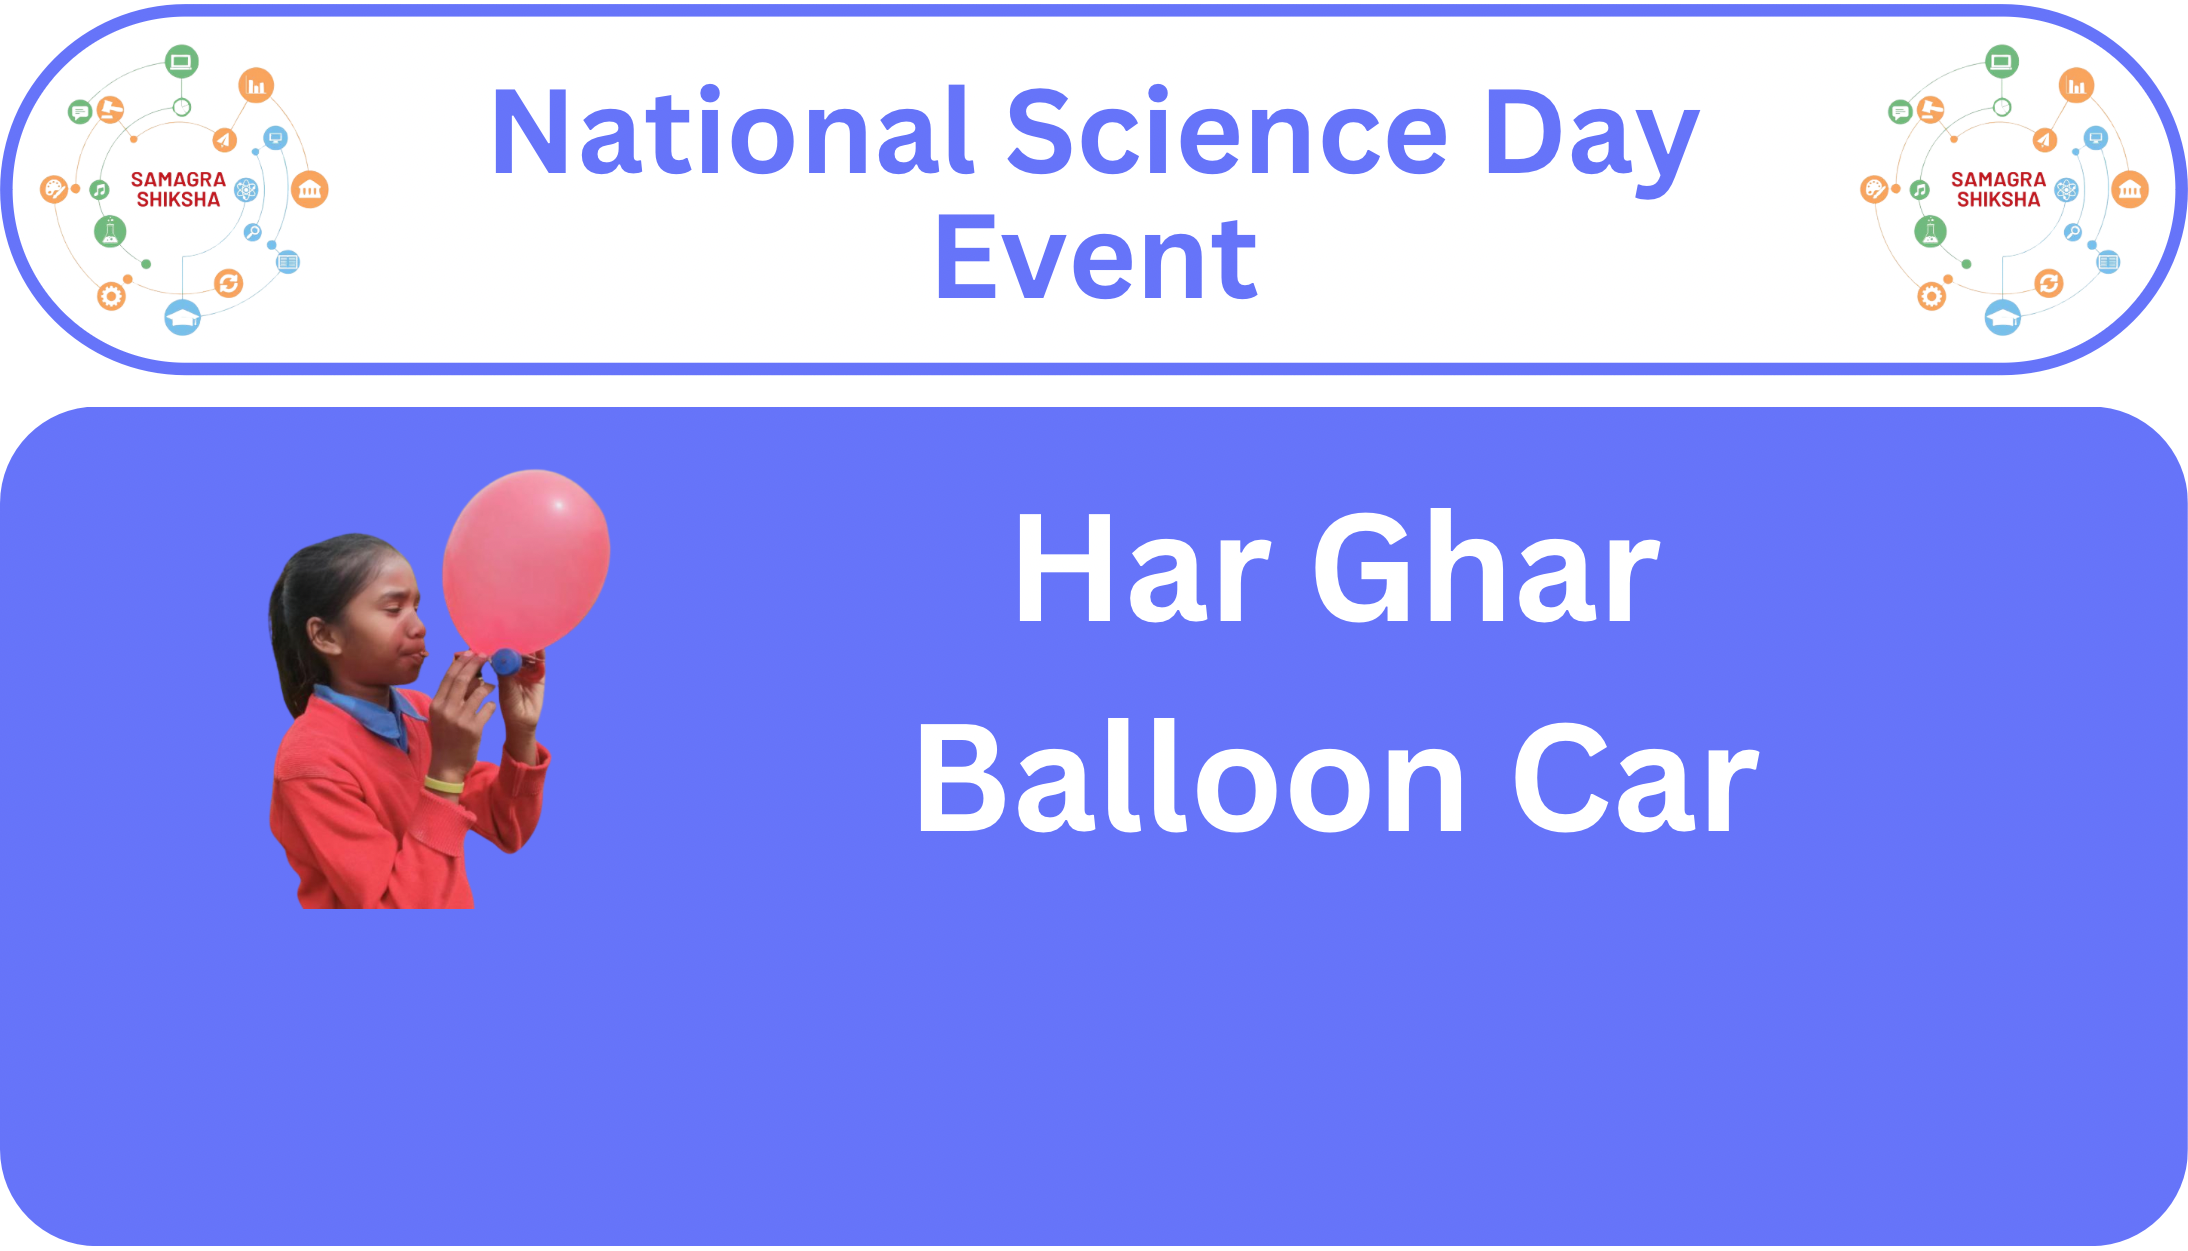 National Science Day
Event
SAMAGRA
SHIKSHA
SAMAGRA
SHIKSHA
Har Ghar
Balloon Car